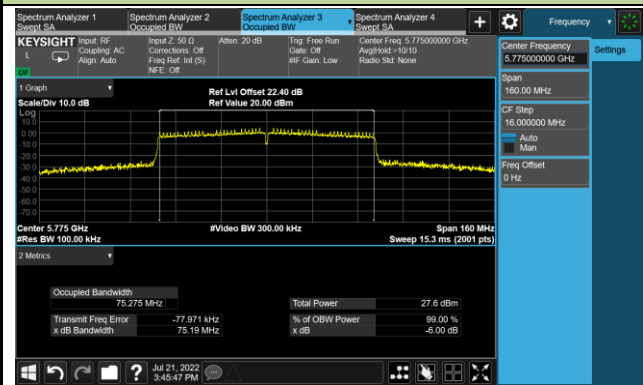 Spectrum Analyzer 1
Swept SA
Spectrum Analyzer 2
Occupied BW
Spectrum Analyzer 3
Occupied BW
Spectrum Analyzer 4
Swept SA
Frequency
KEYSIGHT
L
Input: RF
Coupling: AC
Align: Auto
Input Z: 50 Ω
Corrections: Off
Freq Ref: Int (S)
NFE: Off
Atten: 20 dB
Trig: Free Run
Gate: Off
#IF Gain: Low
Center Freq: 5.775000000 GHz
Avg|Hold:>10/10
Radio Std: None
Center Frequency
5.775000000 GHz
Settings
Span
160.00 MHz
CF Step
16.000000 MHz
Auto
Man
Freq Offset
0 Hz
1 Graph
Scale/Div 10.0 dB
Ref Lvl Offset 22.40 dB
Ref Value 20.00 dBm
Log
10.0
0.00
-10.0
-20.0
-30.0
-40.0
-50.0
-60.0
-70.0
Center 5.775 GHz
#Res BW 100.00 kHz
#Video BW 300.00 kHz
Span 160 MHz
Sweep 15.3 ms (2001 pts)
2 Metrics
Occupied Bandwidth
75.275 MHz
Total Power 27.6 dBm
Transmit Freq Error -77.971 kHz
% of OBW Power 99.00 %
x dB Bandwidth 75.19 MHz
x dB -6.00 dB
?
Jul 21, 2022
3:45:47 PM